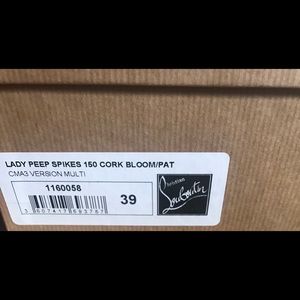 LADY PEEP SPIKES 150 CORK BLOOM/PAT
CMA3 VERSION MULTI
1160058
39
Christian
Louboutin